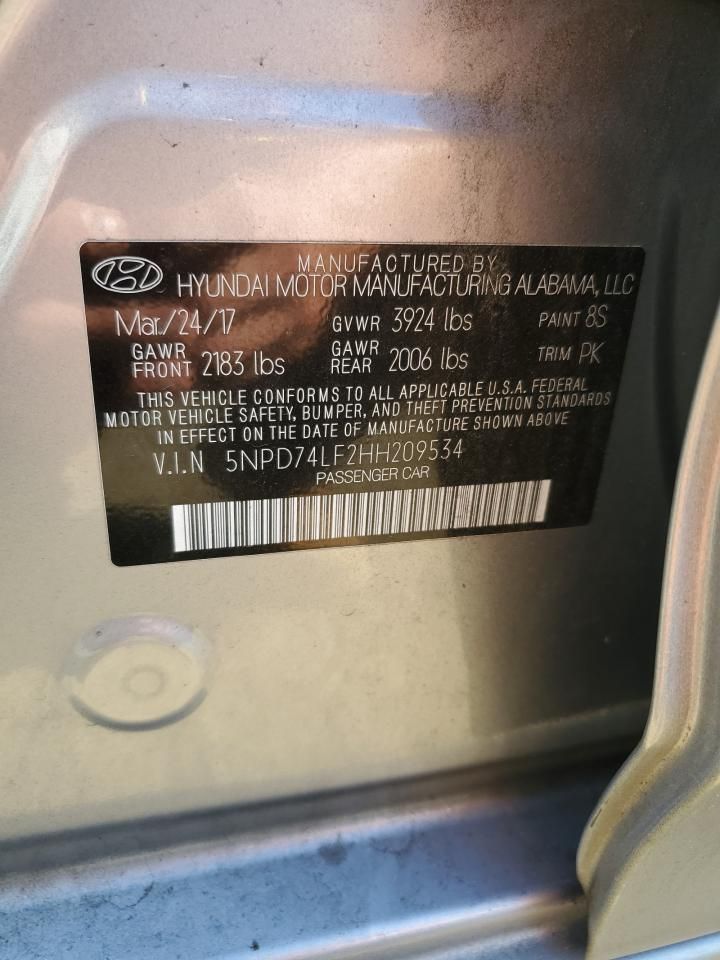 MANUFACTURED BY
HYUNDAI MOTOR MANUFACTURING ALABAMA, LLC
Mar./24/17 GVWR 3924 lbs PAINT 8S
GAWR FRONT 2183 lbs GAWR REAR 2006 lbs TRIM PK
THIS VEHICLE CONFORMS TO ALL APPLICABLE U.S.A. FEDERAL
MOTOR VEHICLE SAFETY, BUMPER, AND THEFT PREVENTION STANDARDS
IN EFFECT ON THE DATE OF MANUFACTURE SHOWN ABOVE
V.I.N 5NPD74LF2HH209534
PASSENGER CAR